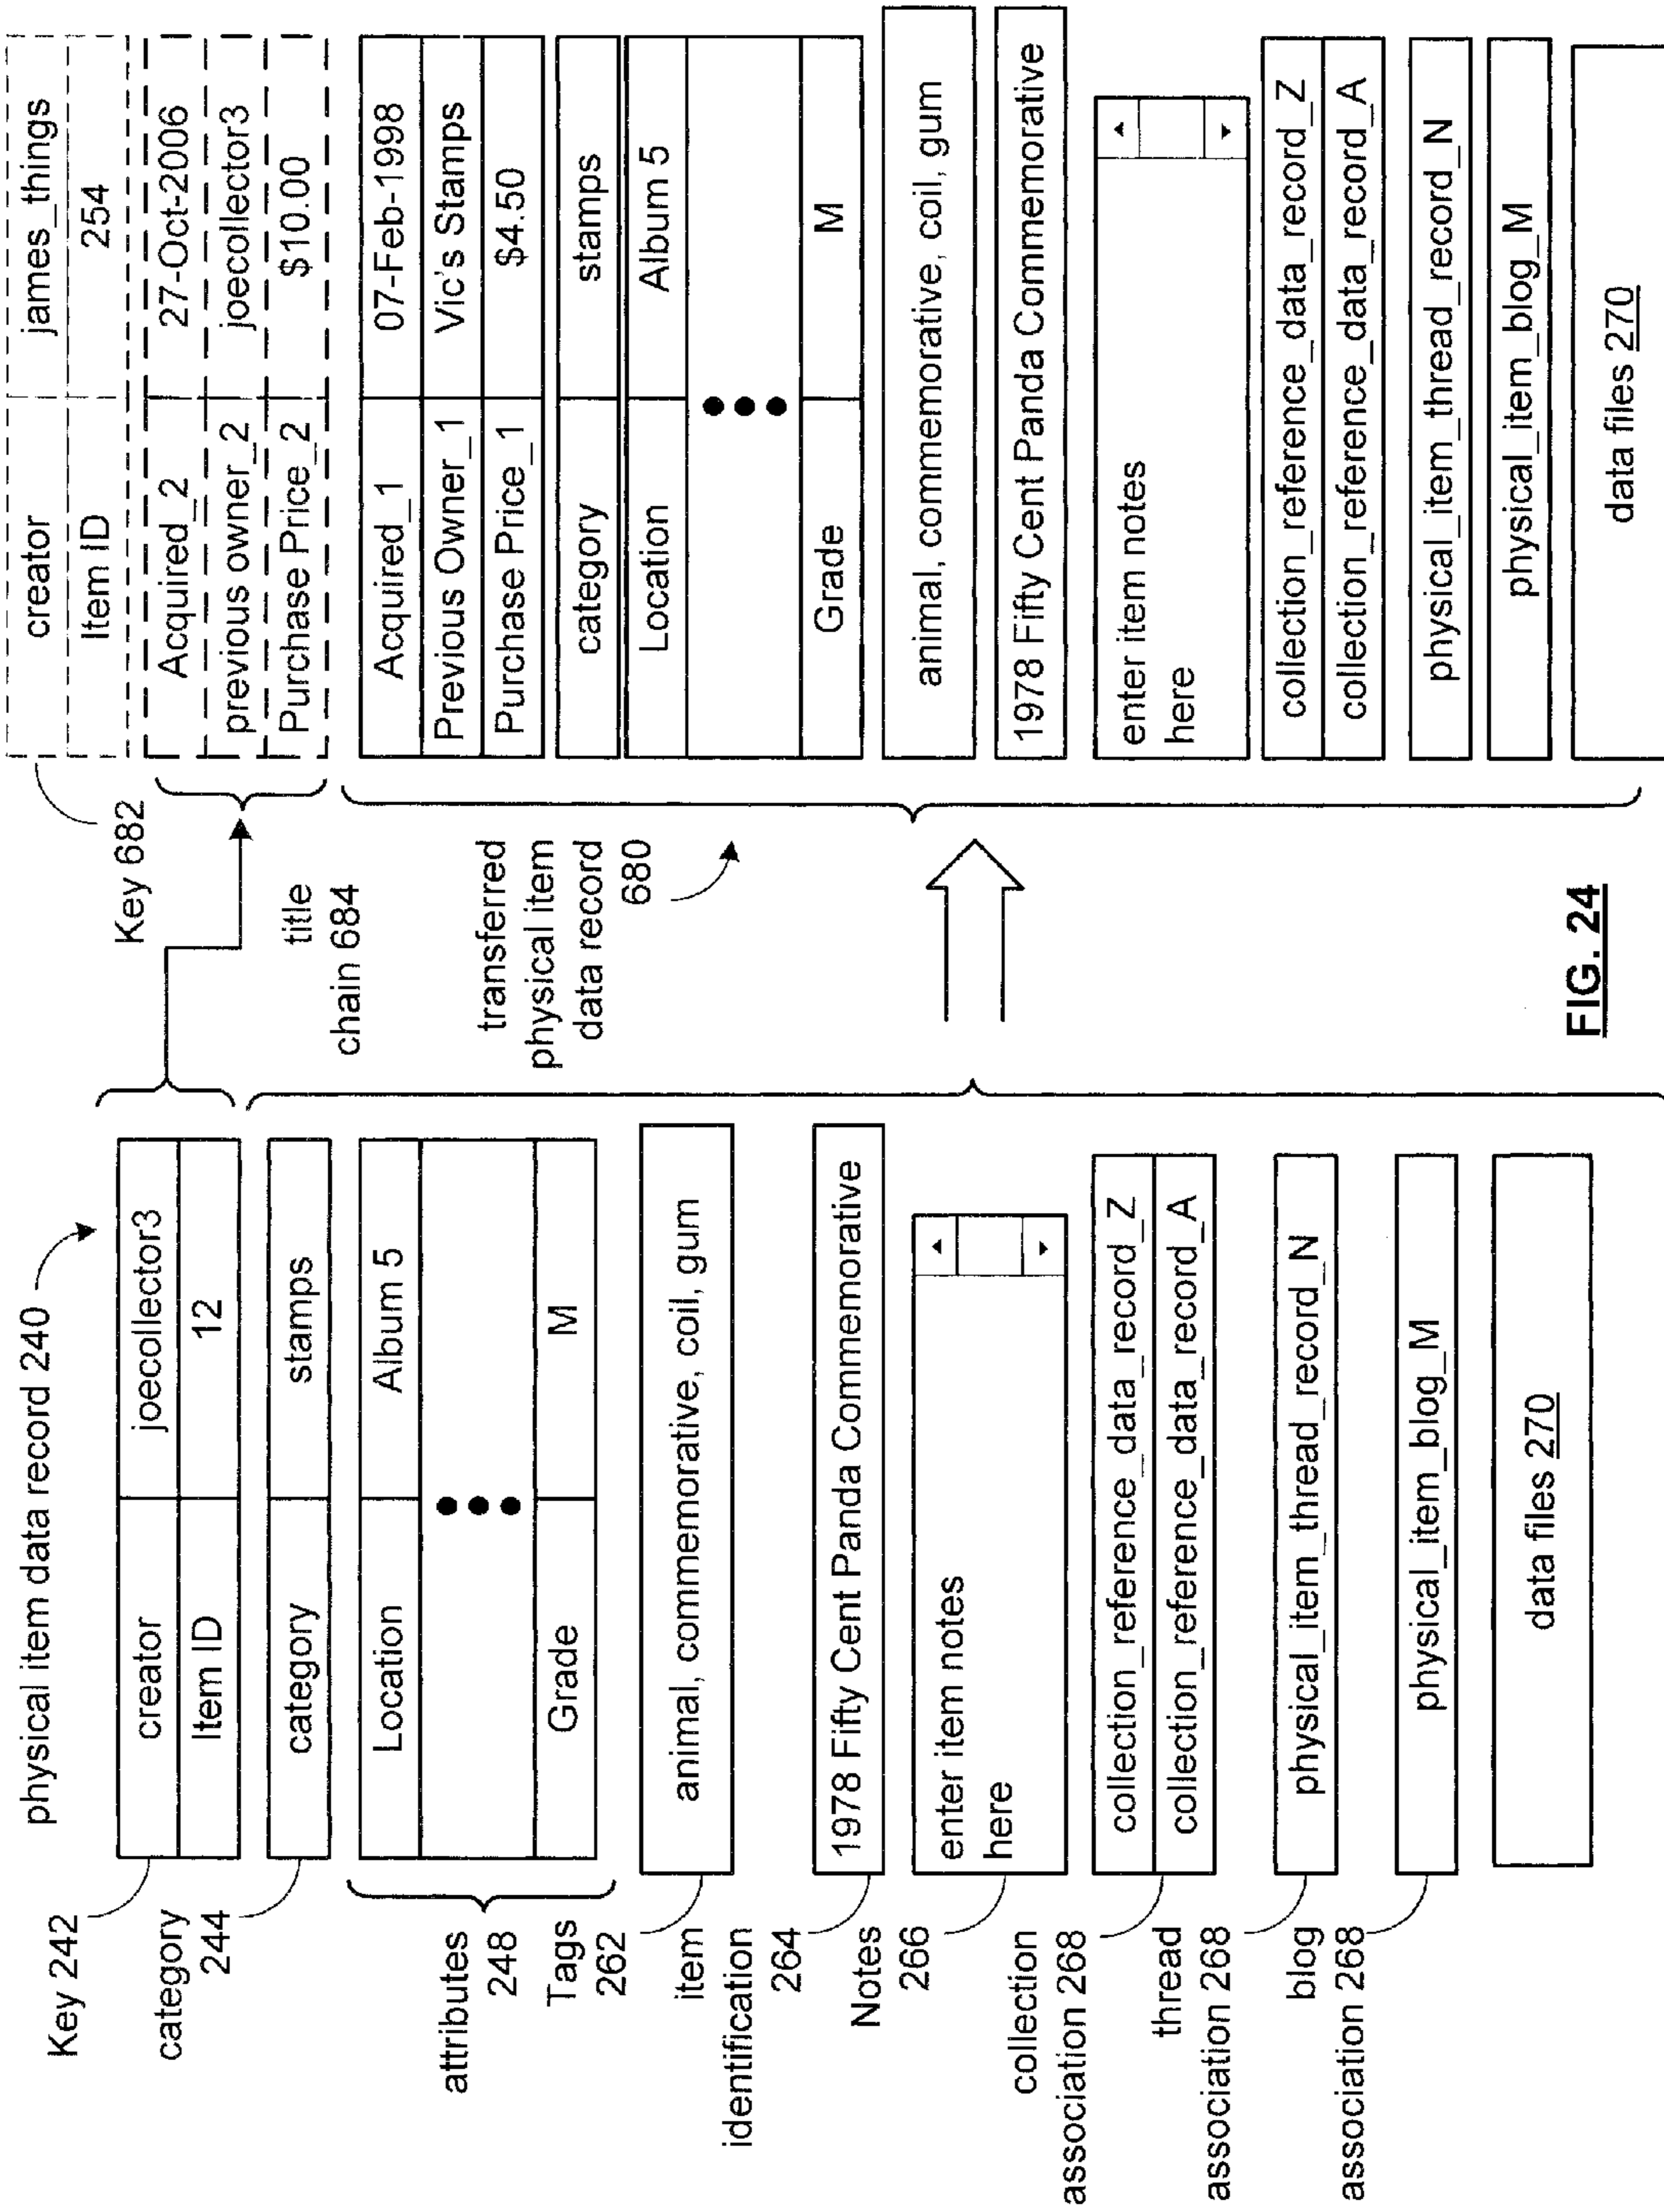 physical item data record 240
Key 242
creator joecollector3
Item ID 12
category
244
category stamps
attributes
248
Location Album 5
Grade M
Tags
262
animal, commemorative, coil, gum
item
identification
264
1978 Fifty Cent Panda Commemorative
Notes
266
enter item notes
here
collection
association 268
collection_reference_data_record_Z
collection_reference_data_record_A
thread
association 268
physical_item_thread_record_N
blog
association 268
physical_item_blog_M
data files 270
Key 682
creator james_things
Item ID 254
title
chain 684
Acquired_2 27-Oct-2006
previous owner_2 joecollector3
Purchase Price_2 $10.00
transferred
physical item
data record
680
Acquired_1 07-Feb-1998
Previous Owner_1 Vic's Stamps
Purchase Price_1 $4.50
category stamps
Location Album 5
Grade M
animal, commemorative, coil, gum
1978 Fifty Cent Panda Commemorative
enter item notes
here
collection_reference_data_record_Z
collection_reference_data_record_A
physical_item_thread_record_N
physical_item_blog_M
data files 270
FIG. 24